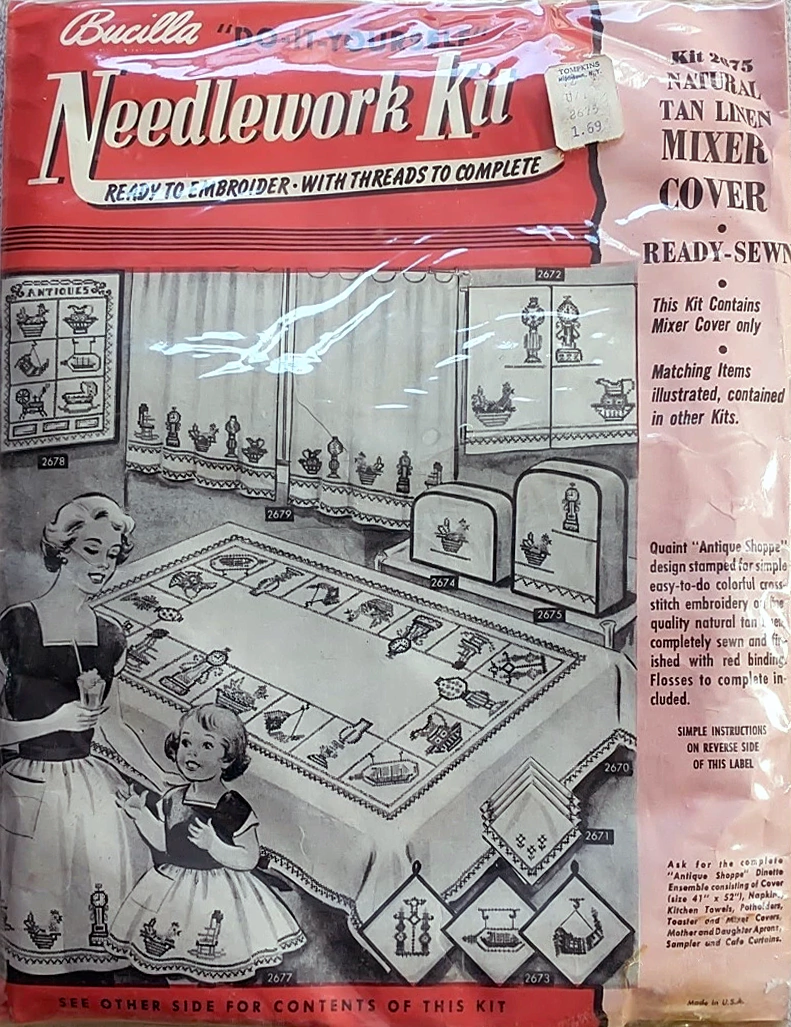 Bucilla "DO-IT-YOURSELF"
Needlework Kit
READY TO EMBROIDER • WITH THREADS TO COMPLETE
TOMPKINS
Middletown, N.Y.
2675
1.69
Kit 2675
NATURAL
TAN LINEN
MIXER
COVER
•
READY-SEWN
•
This Kit Contains
Mixer Cover only
•
Matching Items
illustrated, contained
in other Kits.
Quaint "Antique Shoppe"
design stamped for simple
easy-to-do colorful cross-
stitch embroidery on fine
quality natural tan linen
completely sewn and fin-
ished with red binding.
Flosses to complete in-
cluded.
SIMPLE INSTRUCTIONS
ON REVERSE SIDE
OF THIS LABEL
Ask for the complete
"Antique Shoppe" Dinette
Ensemble consisting of Cover
(size 41" x 52"), Napkins,
Kitchen Towels, Potholders,
Toaster and Mixer Covers,
Mother and Daughter Aprons,
Sampler and Cafe Curtains.
Made in U.S.A.
ANTIQUES
2678
2679
2672
2674
2675
2670
2671
2677
2673
SEE OTHER SIDE FOR CONTENTS OF THIS KIT